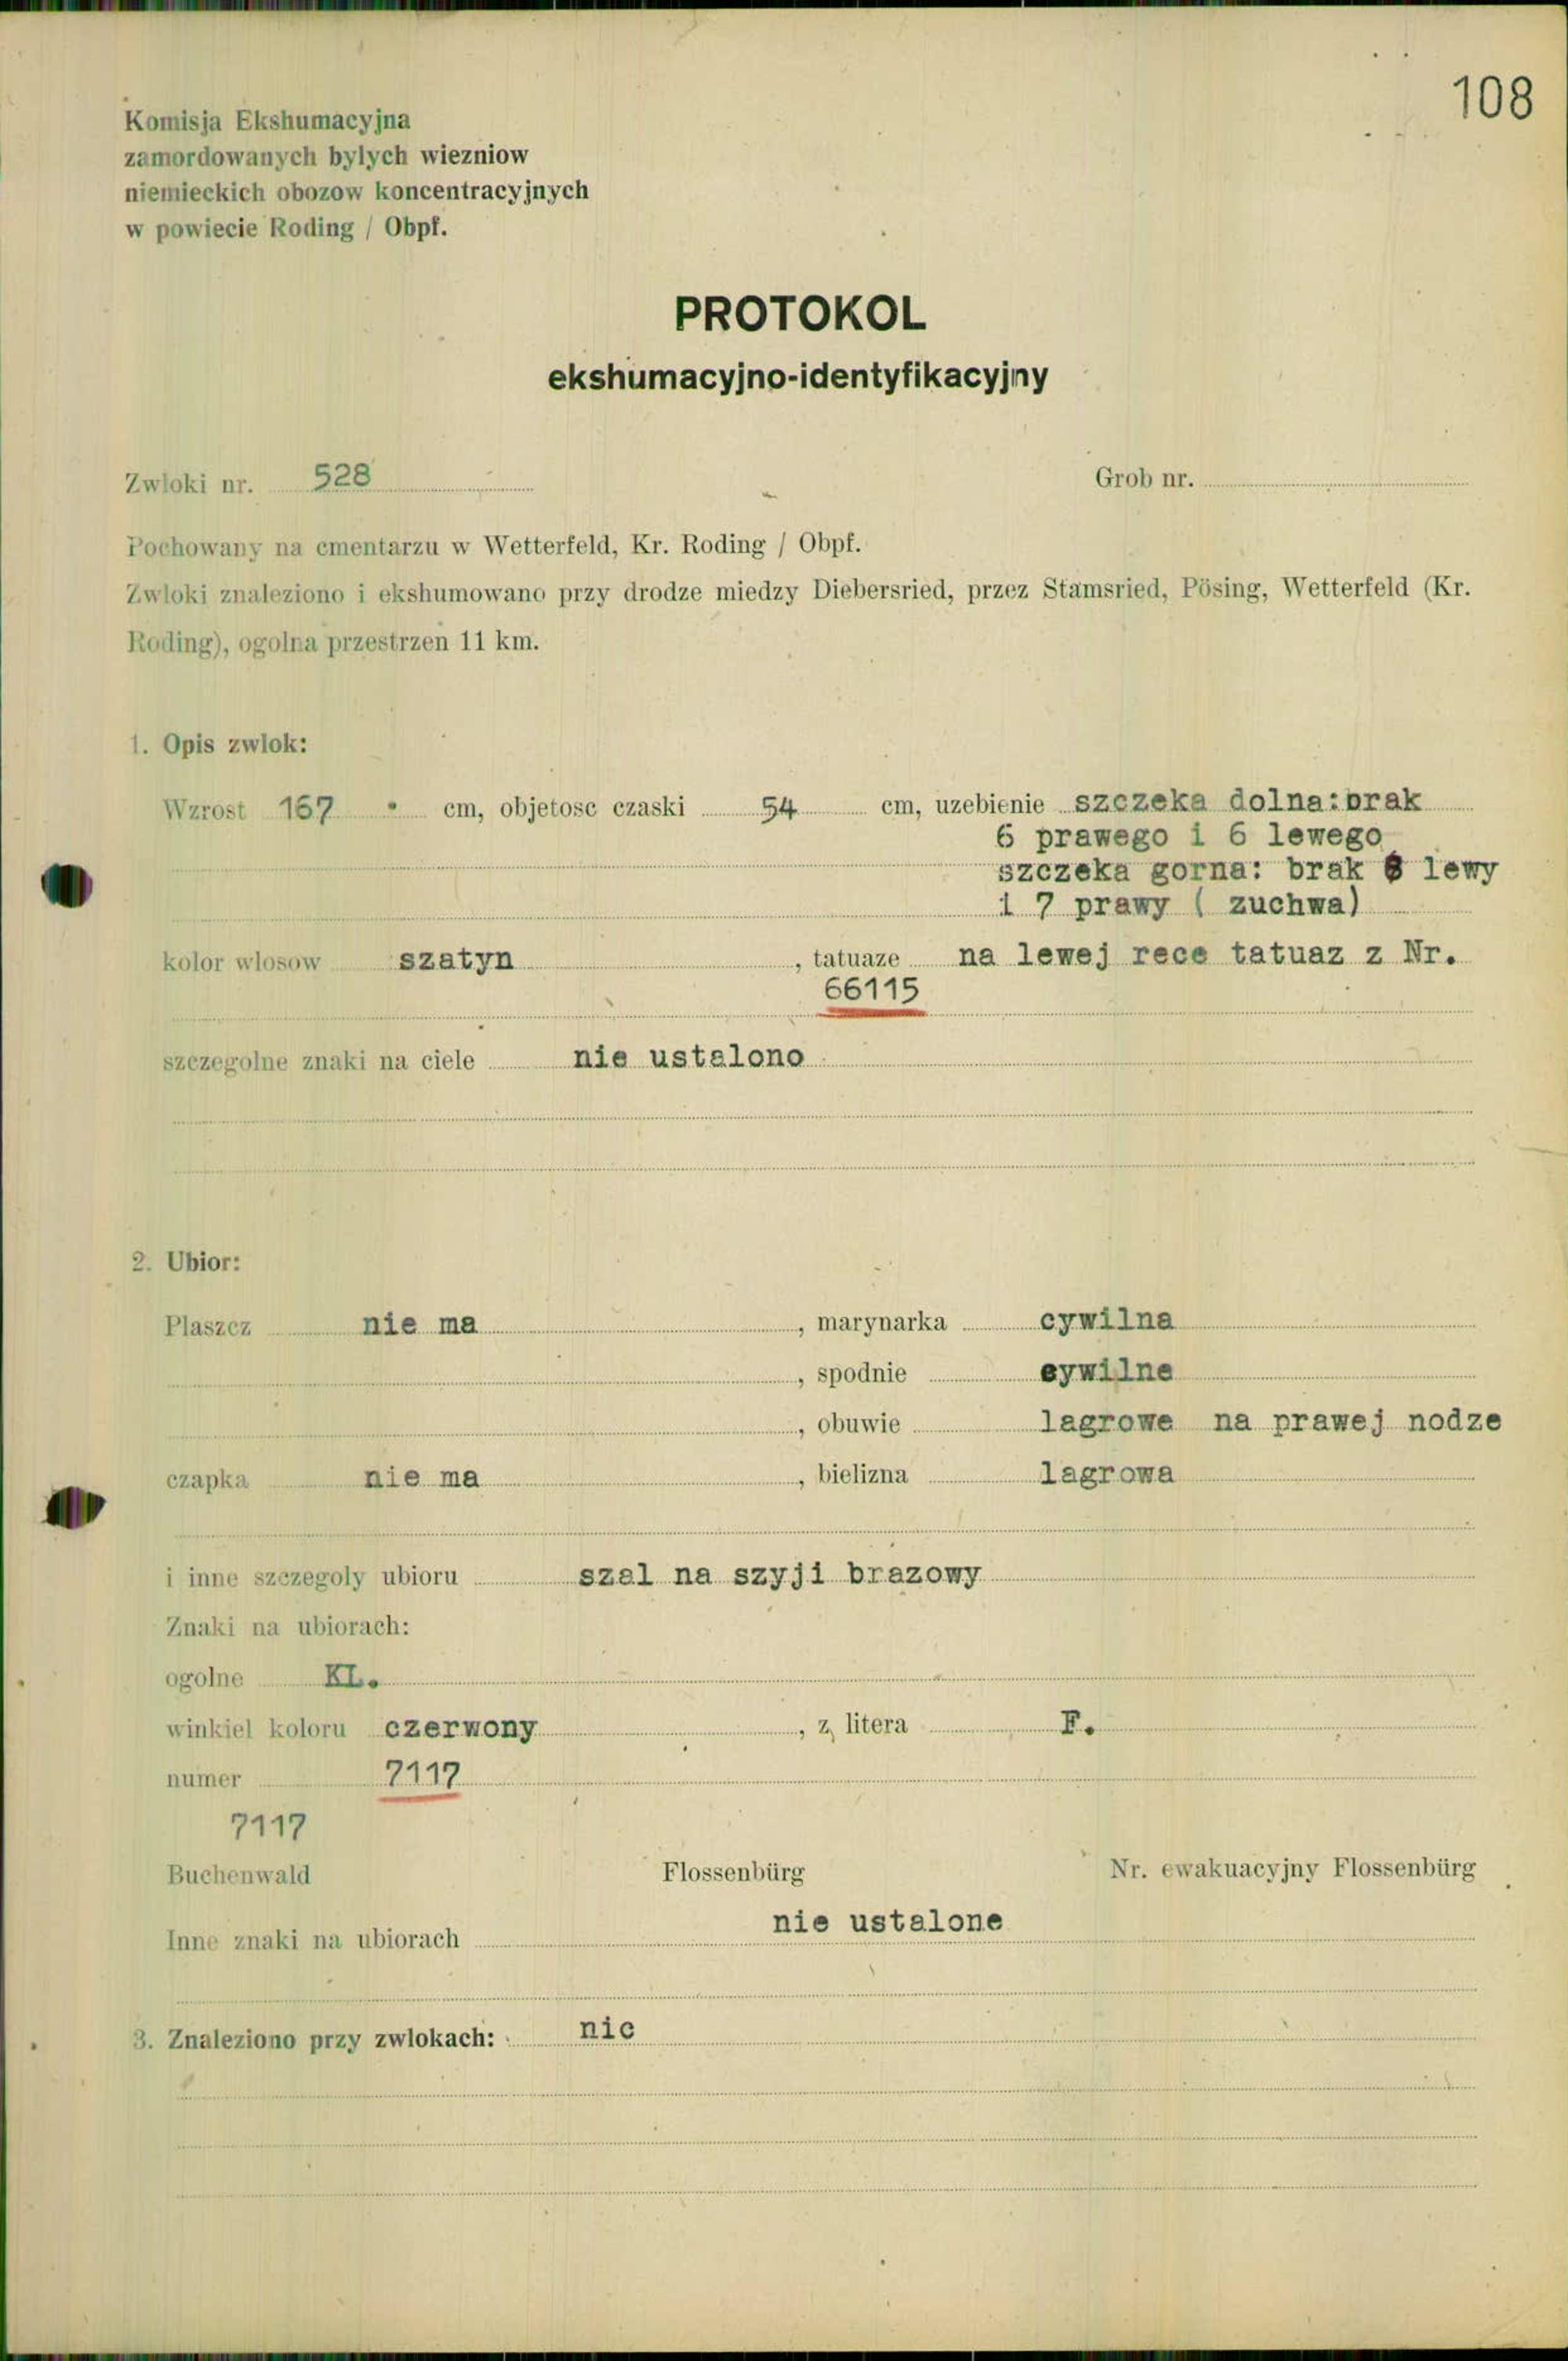 108
Komisja Ekshumacyjna
zamordowanych bylych wiezniow
niemieckich obozow koncentracyjnych
w powiecie Roding / Obpf.
PROTOKOL
ekshumacyjno-identyfikacyjny
Zwloki nr. 528 Grob nr.
Pochowany na cmentarzu w Wetterfeld, Kr. Roding / Obpf.
Zwloki znaleziono i ekshumowano przy drodze miedzy Diebersried, przez Stamsried, Pösing, Wetterfeld (Kr.
Roding), ogolna przestrzen 11 km.
1. Opis zwlok:
Wzrost 167 cm, objetosc czaski 54 cm, uzebienie szczeka dolna: brak
6 prawego i 6 lewego
szczeka gorna: brak 8 lewy
i 7 prawy ( zuchwa)
kolor wlosow szatyn , tatuaze na lewej rece tatuaz z Nr.
66115
szczegolne znaki na ciele nie ustalono
2. Ubior:
Plaszcz nie ma , marynarka cywilna
, spodnie cywilne
, obuwie lagrowe na prawej nodze
czapka nie ma , bielizna lagrowa
i inne szczegoly ubioru szal na szyji brazowy
Znaki na ubiorach:
ogolne KL.
winkiel koloru czerwony , z litera F.
numer 7117
7117
Buchenwald Flossenbürg Nr. ewakuacyjny Flossenbürg
Inne znaki na ubiorach nie ustalone
3. Znaleziono przy zwlokach: nic